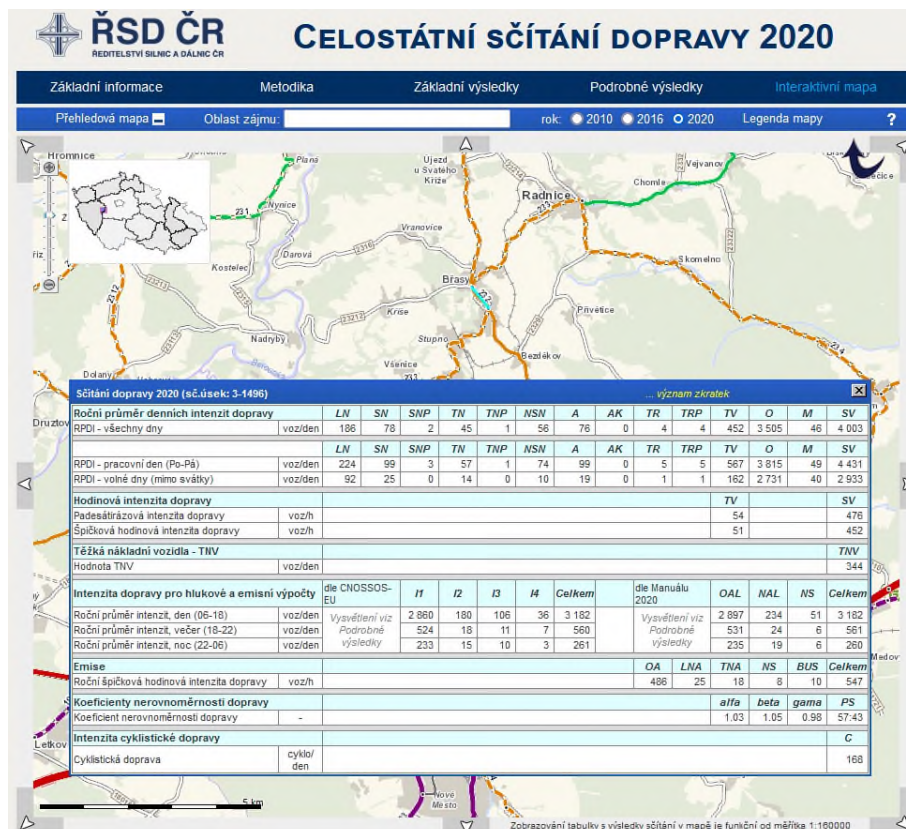 ŘSD ČR
ŘEDITELSTVÍ SILNIC A DÁLNIC ČR
CELOSTÁTNÍ SČÍTÁNÍ DOPRAVY 2020
Základní informace Metodika Základní výsledky Podrobné výsledky Interaktivní mapa
Přehledová mapa Oblast zájmu: rok: 2010 2016 2020 Legenda mapy ?
Hromnice
Planá
Újezd
u Svatého
Kříže
Vejvanov
Chomle
Radnice
Nynice
231
233
Vranovice
2316
Kostelec
Darová
Skomelno
23322
Břasy
232
2312
23213
23212
Kříše
Přívětice
234
Nadryby
Stupno
Bezděkov
Všenice
Dolany
233
Sčítání dopravy 2020 (sč.úsek: 3-1496) ... význam zkratek
Roční průměr denních intenzit dopravy LN SN SNP TN TNP NSN A AK TR TRP TV O M SV
RPDI - všechny dny voz/den 186 78 2 45 1 56 76 0 4 4 452 3 505 46 4 003
LN SN SNP TN TNP NSN A AK TR TRP TV O M SV
RPDI - pracovní den (Po-Pá) voz/den 224 99 3 57 1 74 99 0 5 5 567 3 815 49 4 431
RPDI - volné dny (mimo svátky) voz/den 92 25 0 14 0 10 19 0 1 1 162 2 731 40 2 933
Hodinová intenzita dopravy TV SV
Padesátirázová intenzita dopravy voz/h 54 476
Špičková hodinová intenzita dopravy voz/h 51 452
Těžká nákladní vozidla - TNV TNV
Hodnota TNV voz/den 344
Intenzita dopravy pro hlukové a emisní výpočty dle CNOSSOS-EU I1 I2 I3 I4 Celkem dle Manuálu 2020 OAL NAL NS Celkem
Roční průměr intenzit, den (06-18) voz/den Vysvětlení viz 2 860 180 106 36 3 182 Vysvětlení viz 2 897 234 51 3 182
Roční průměr intenzit, večer (18-22) voz/den Podrobné 524 18 11 7 560 Podrobné 531 24 6 561
Roční průměr intenzit, noc (22-06) voz/den výsledky 233 15 10 3 261 výsledky 235 19 6 260
Emise OA LNA TNA NS BUS Celkem
Roční špičková hodinová intenzita dopravy voz/h 486 25 18 8 10 547
Koeficienty nerovnoměrnosti dopravy alfa beta gama PS
Koeficient nerovnoměrnosti dopravy - 1.03 1.05 0.98 57:43
Intenzita cyklistické dopravy C
Cyklistická doprava cyklo/den 168
Letkov
Nové
Město
5 km
Zobrazování tabulky s výsledky sčítání v mapě je funkční od měřítka 1:160000